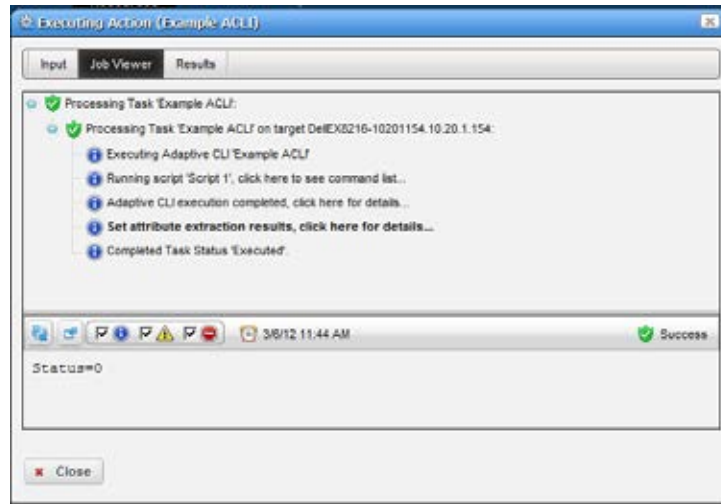 Executing Action (Example ACLI)
Input Job Viewer Results
Processing Task 'Example ACLI':
Processing Task 'Example ACLI' on target DellEX8216-10201154.10.20.1.154:
Executing Adaptive CLI 'Example ACLI'
Running script 'Script 1', click here to see command list...
Adaptive CLI execution completed, click here for details...
Set attribute extraction results, click here for details...
Completed Task Status 'Executed'.
3/6/12 11:44 AM Success
Status=0
Close